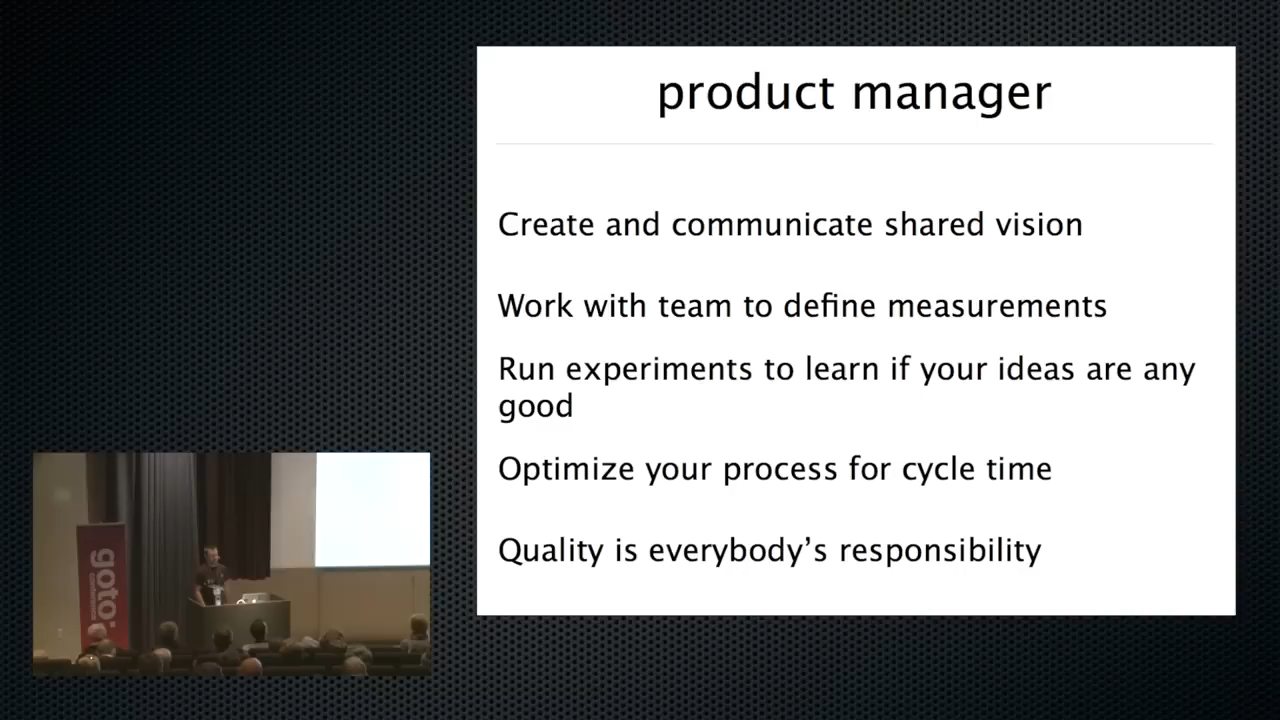 product manager
Create and communicate shared vision
Work with team to define measurements
Run experiments to learn if your ideas are any
good
Optimize your process for cycle time
Quality is everybody’s responsibility
goto;
conference